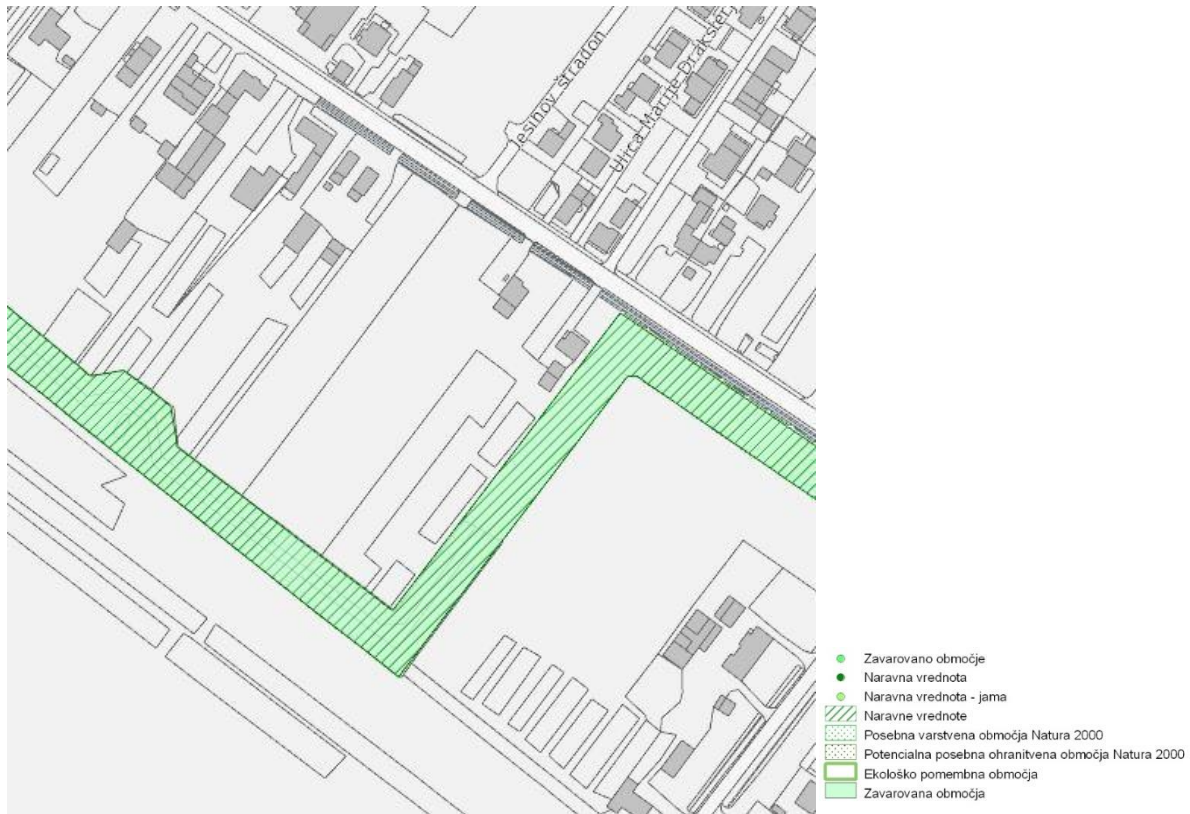 Jesihov štradon
Ulica Marije Draksler
Zavarovano območje
Naravna vrednota
Naravna vrednota - jama
Naravne vrednote
Posebna varstvena območja Natura 2000
Potencialna posebna ohranitvena območja Natura 2000
Ekološko pomembna območja
Zavarovana območja